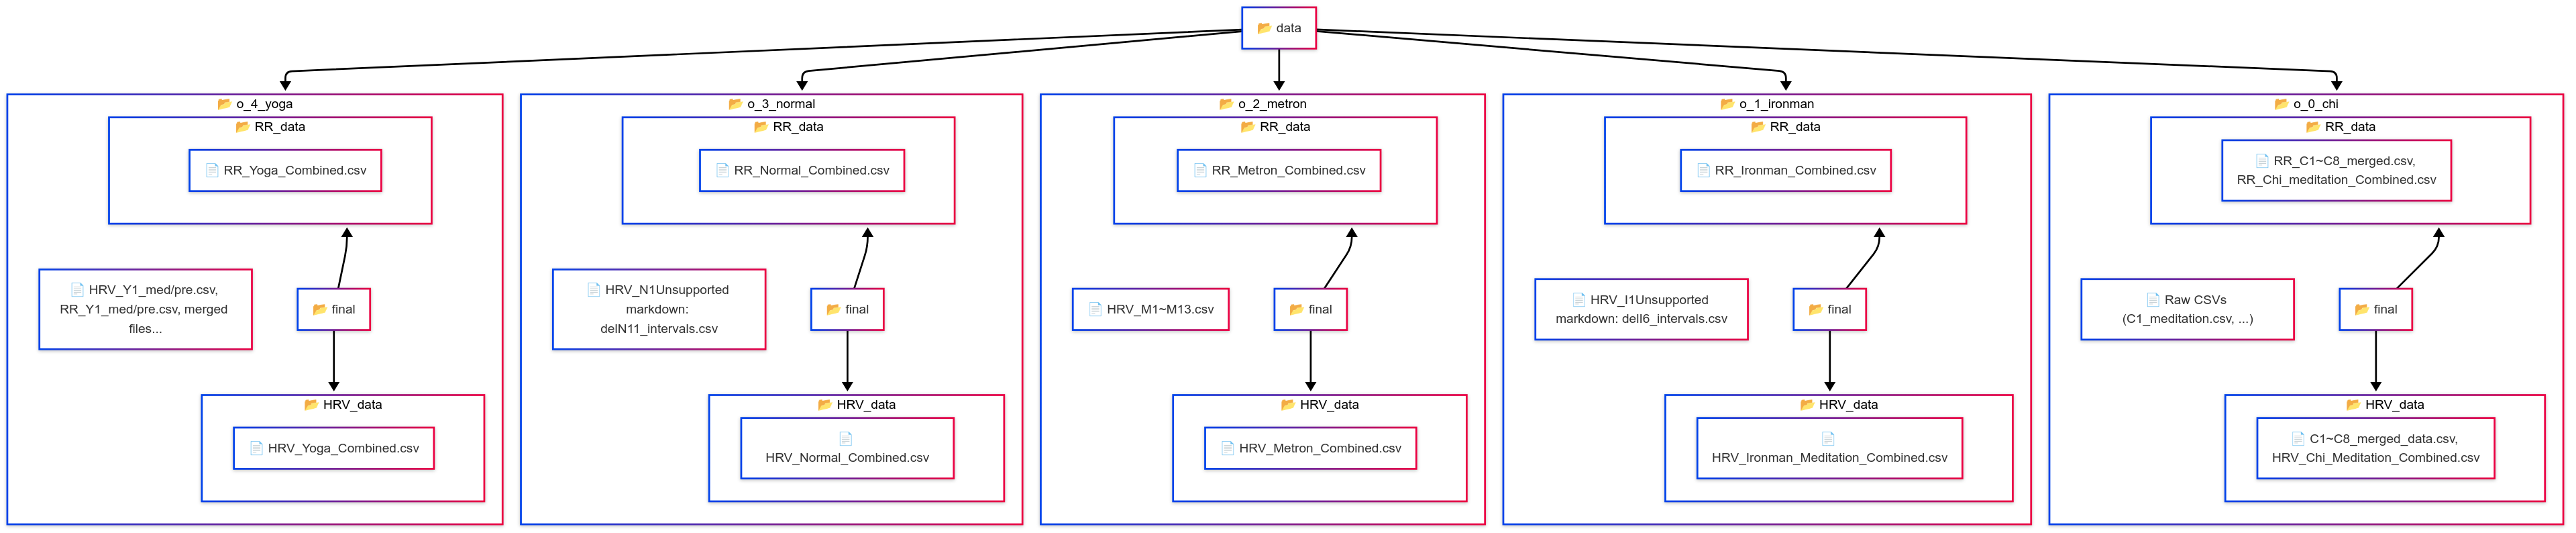 data
o_4_yoga
RR_data
RR_Yoga_Combined.csv
HRV_Y1_med/pre.csv,
RR_Y1_med/pre.csv, merged
files...
final
HRV_data
HRV_Yoga_Combined.csv
o_3_normal
RR_data
RR_Normal_Combined.csv
HRV_N1Unsupported
markdown:
delN11_intervals.csv
final
HRV_data
HRV_Normal_Combined.csv
o_2_metron
RR_data
RR_Metron_Combined.csv
HRV_M1~M13.csv
final
HRV_data
HRV_Metron_Combined.csv
o_1_ironman
RR_data
RR_Ironman_Combined.csv
HRV_I1Unsupported
markdown: delI6_intervals.csv
final
HRV_data
HRV_Ironman_Meditation_Combined.csv
o_0_chi
RR_data
RR_C1~C8_merged.csv,
RR_Chi_meditation_Combined.csv
Raw CSVs
(C1_meditation.csv, ...)
final
HRV_data
C1~C8_merged_data.csv,
HRV_Chi_Meditation_Combined.csv